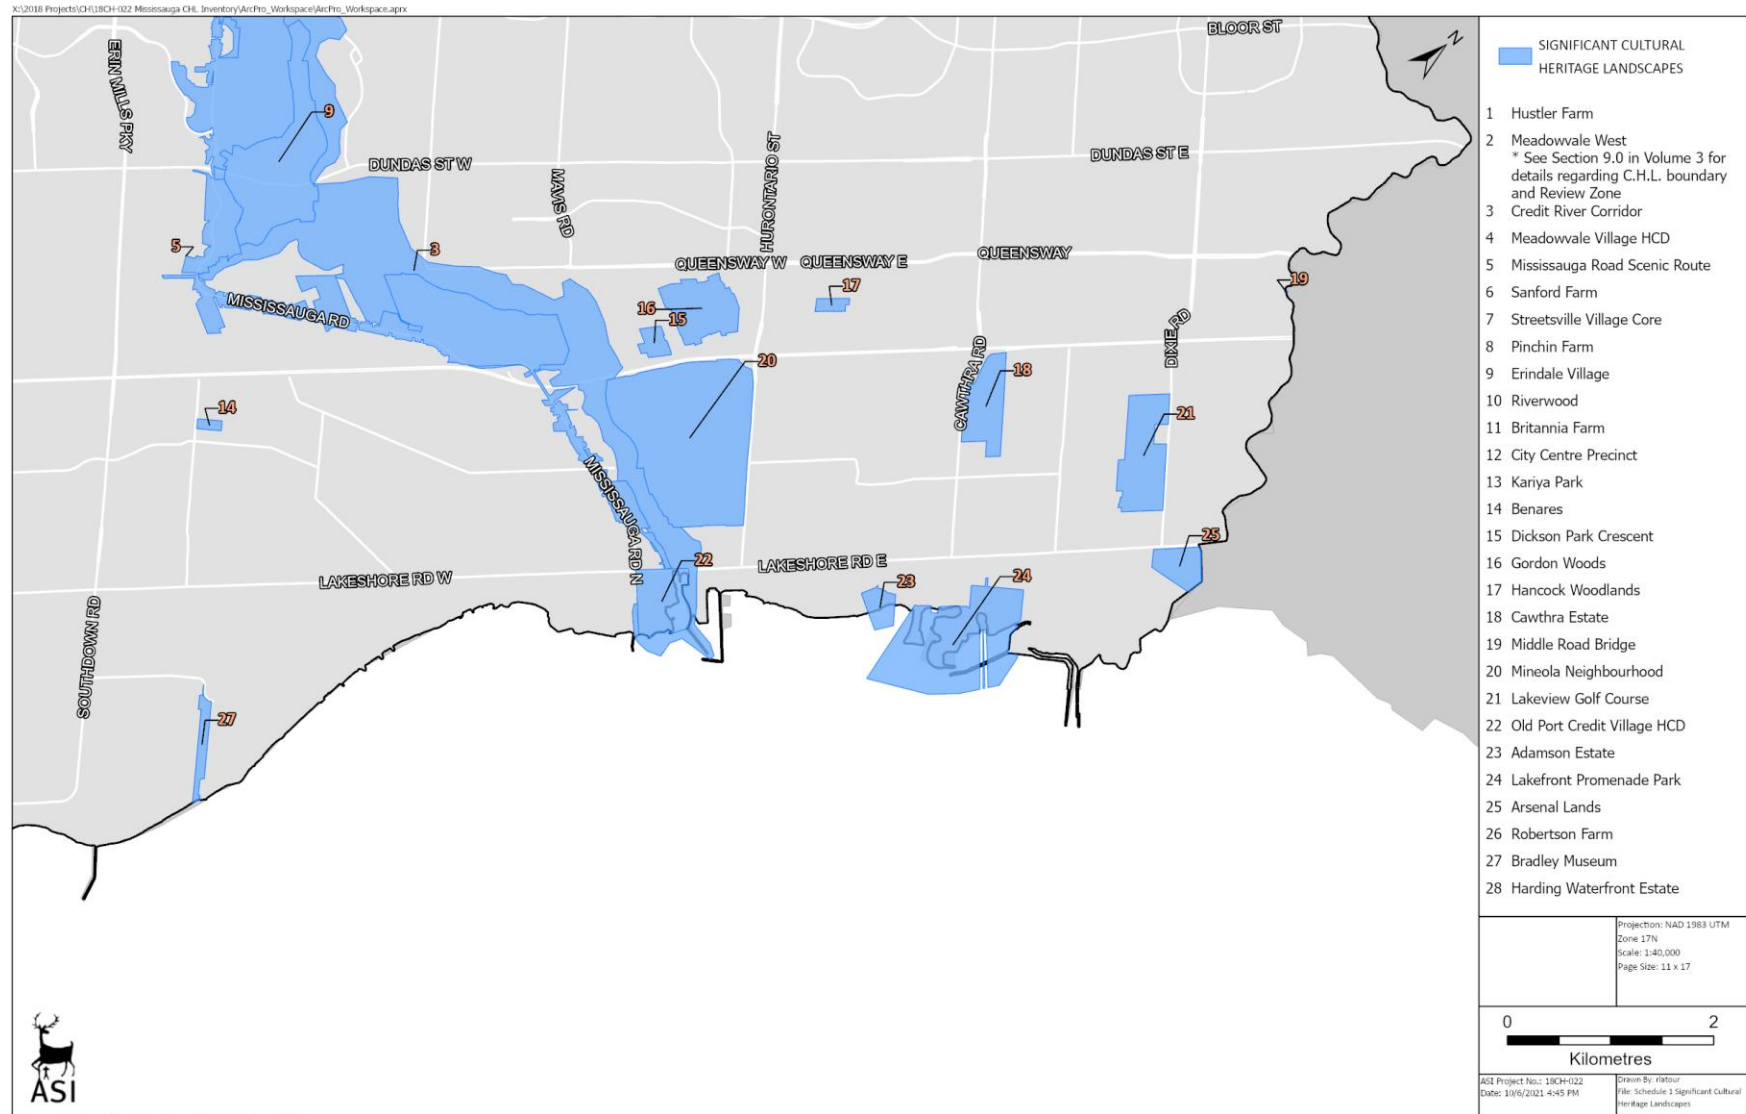 X:\2018 Projects\CH\18CH-022 Mississauga CHL Inventory\ArcPro_Workspace\ArcPro_Workspace.aprx
BLOOR ST
N
ERIN MILLS PKY
9
DUNDAS ST W
HURONTARIO ST
DUNDAS ST E
MAVIS RD
5
3
QUEENSWAY W
QUEENSWAY E
QUEENSWAY
19
17
16
15
MISSISSAUGA RD
DIXIE RD
CAWTHRA RD
20
18
14
21
MISSISSAUGA RD N
25
22
LAKESHORE RD E
LAKESHORE RD W
23
24
SOUTHDOWN RD
27
ASI
SIGNIFICANT CULTURAL
HERITAGE LANDSCAPES
1 Hustler Farm
2 Meadowvale West
* See Section 9.0 in Volume 3 for
details regarding C.H.L. boundary
and Review Zone
3 Credit River Corridor
4 Meadowvale Village HCD
5 Mississauga Road Scenic Route
6 Sanford Farm
7 Streetsville Village Core
8 Pinchin Farm
9 Erindale Village
10 Riverwood
11 Britannia Farm
12 City Centre Precinct
13 Kariya Park
14 Benares
15 Dickson Park Crescent
16 Gordon Woods
17 Hancock Woodlands
18 Cawthra Estate
19 Middle Road Bridge
20 Mineola Neighbourhood
21 Lakeview Golf Course
22 Old Port Credit Village HCD
23 Adamson Estate
24 Lakefront Promenade Park
25 Arsenal Lands
26 Robertson Farm
27 Bradley Museum
28 Harding Waterfront Estate
Projection: NAD 1983 UTM
Zone 17N
Scale: 1:40,000
Page Size: 11 x 17
0 2
Kilometres
ASI Project No.: 18CH-022
Date: 10/6/2021 4:45 PM
Drawn By: rlatour
File: Schedule 1 Significant Cultural
Heritage Landscapes